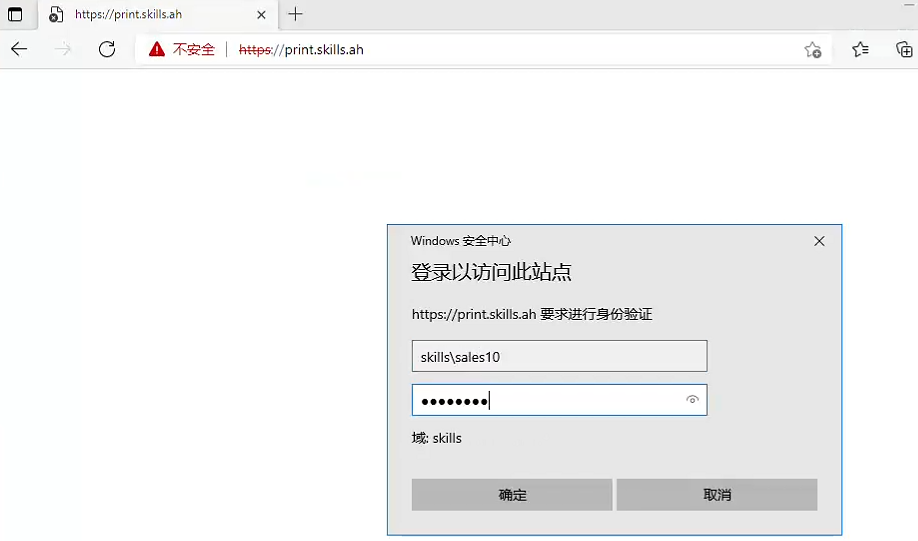 https://print.skills.ah
不安全 https://print.skills.ah
Windows 安全中心
登录以访问此站点
https://print.skills.ah 要求进行身份验证
skills\sales10
●●●●●●●●
域: skills
确定 取消